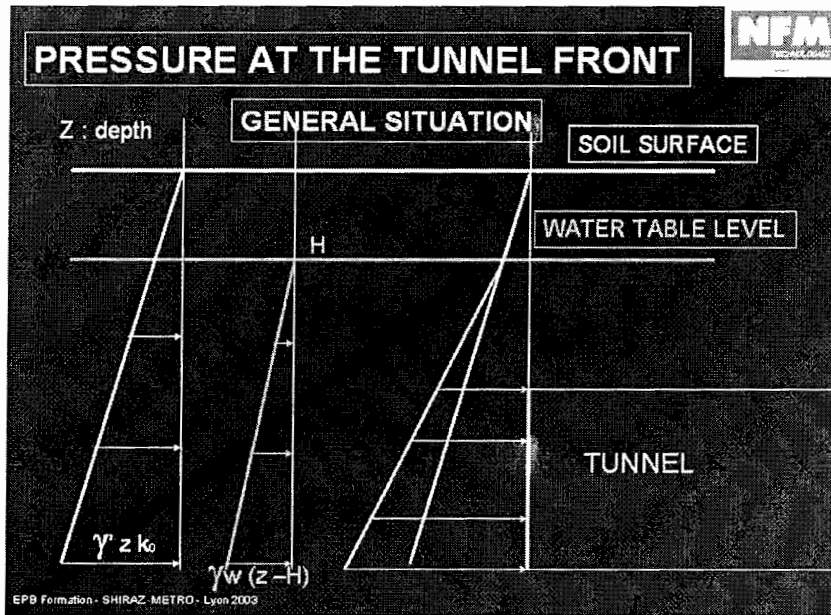 NFM
PRESSURE AT THE TUNNEL FRONT
Z : depth
GENERAL SITUATION
SOIL SURFACE
WATER TABLE LEVEL
H
TUNNEL
γ' z k₀
γw (z –H)
EPB Formation - SHIRAZ-METRO - Lyon 2003